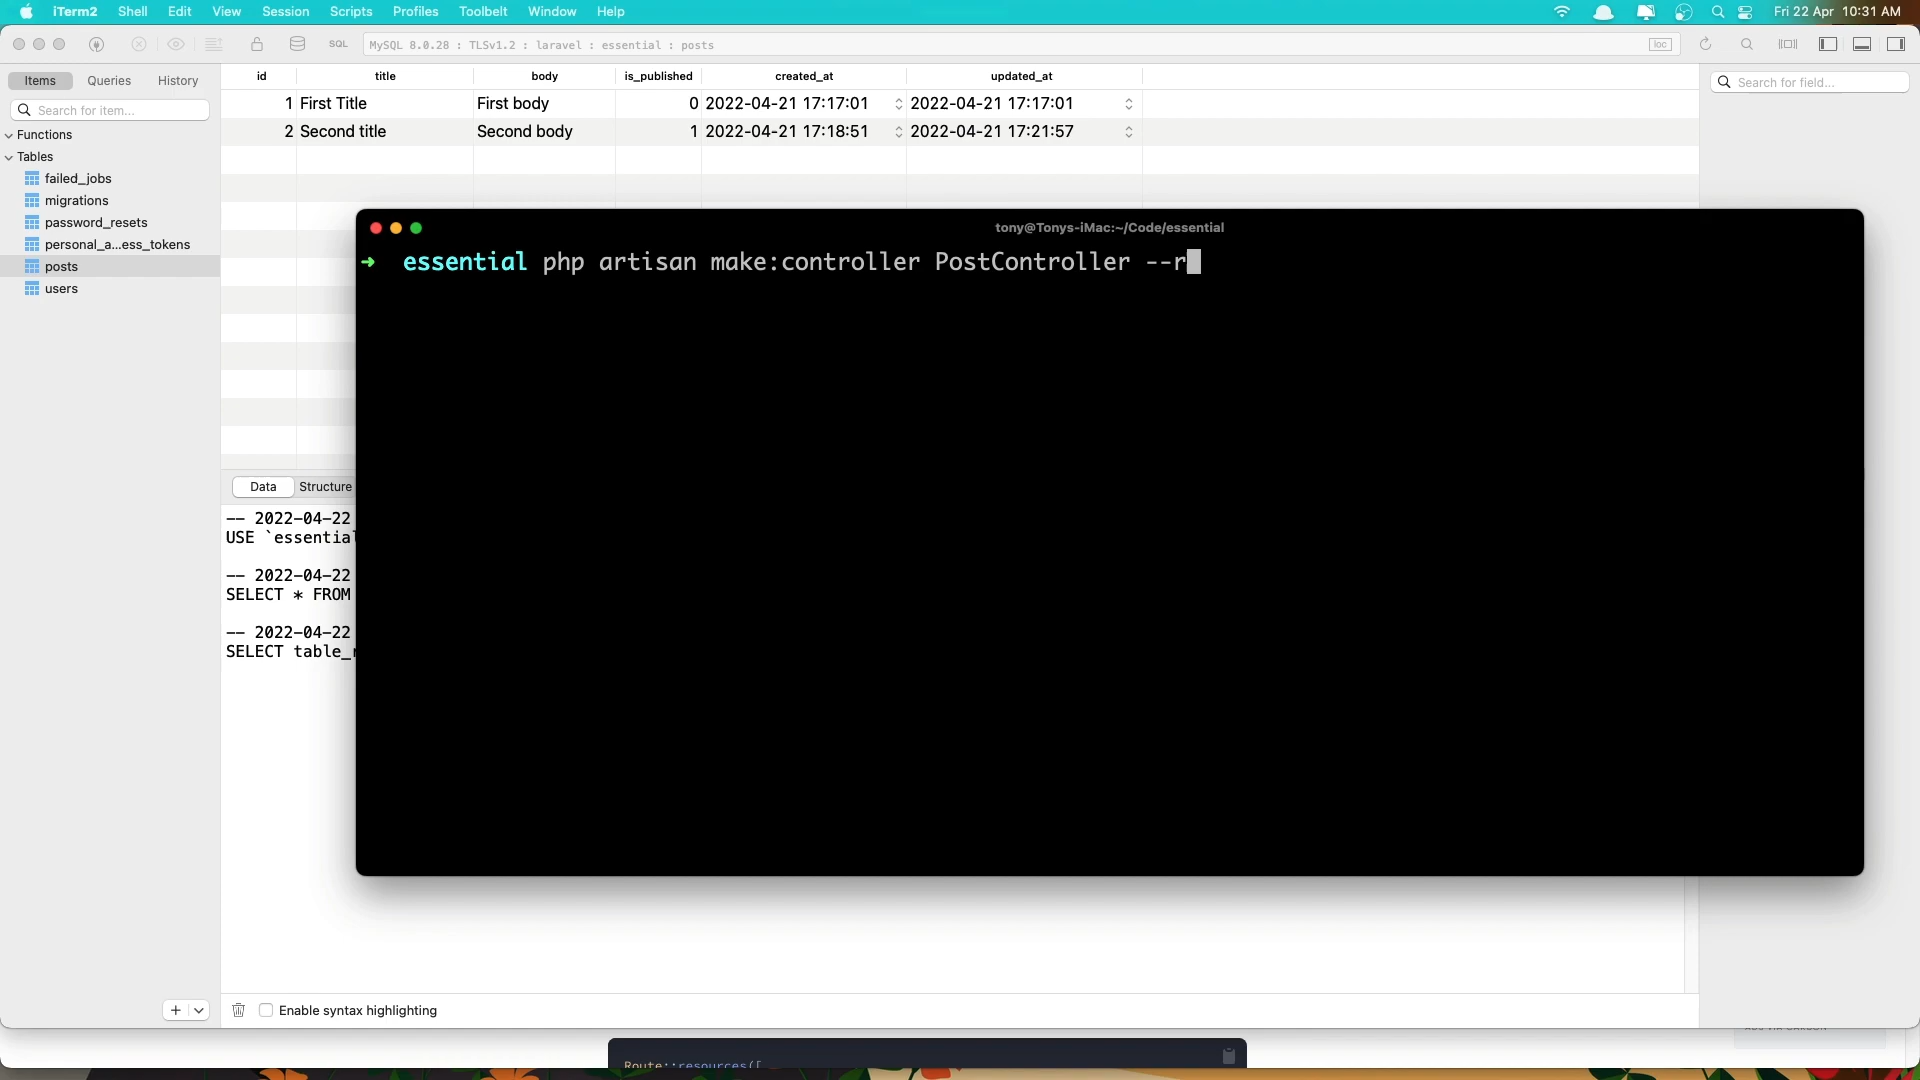 iTerm2 Shell Edit View Session Scripts Profiles Toolbelt Window Help Fri 22 Apr 10:31 AM
SQL MySQL 8.0.28 : TLSv1.2 : laravel : essential : posts loc
Items Queries History
Search for item...
Functions
Tables
failed_jobs
migrations
password_resets
personal_a...ess_tokens
posts
users
id title body is_published created_at updated_at
1 First Title First body 0 2022-04-21 17:17:01 2022-04-21 17:17:01
2 Second title Second body 1 2022-04-21 17:18:51 2022-04-21 17:21:57
Search for field...
tony@Tonys-iMac:~/Code/essential
➜ essential php artisan make:controller PostController --r
Data Structure
-- 2022-04-22
USE `essential
-- 2022-04-22
SELECT * FROM
-- 2022-04-22
SELECT table_r
Enable syntax highlighting
Route::resources([